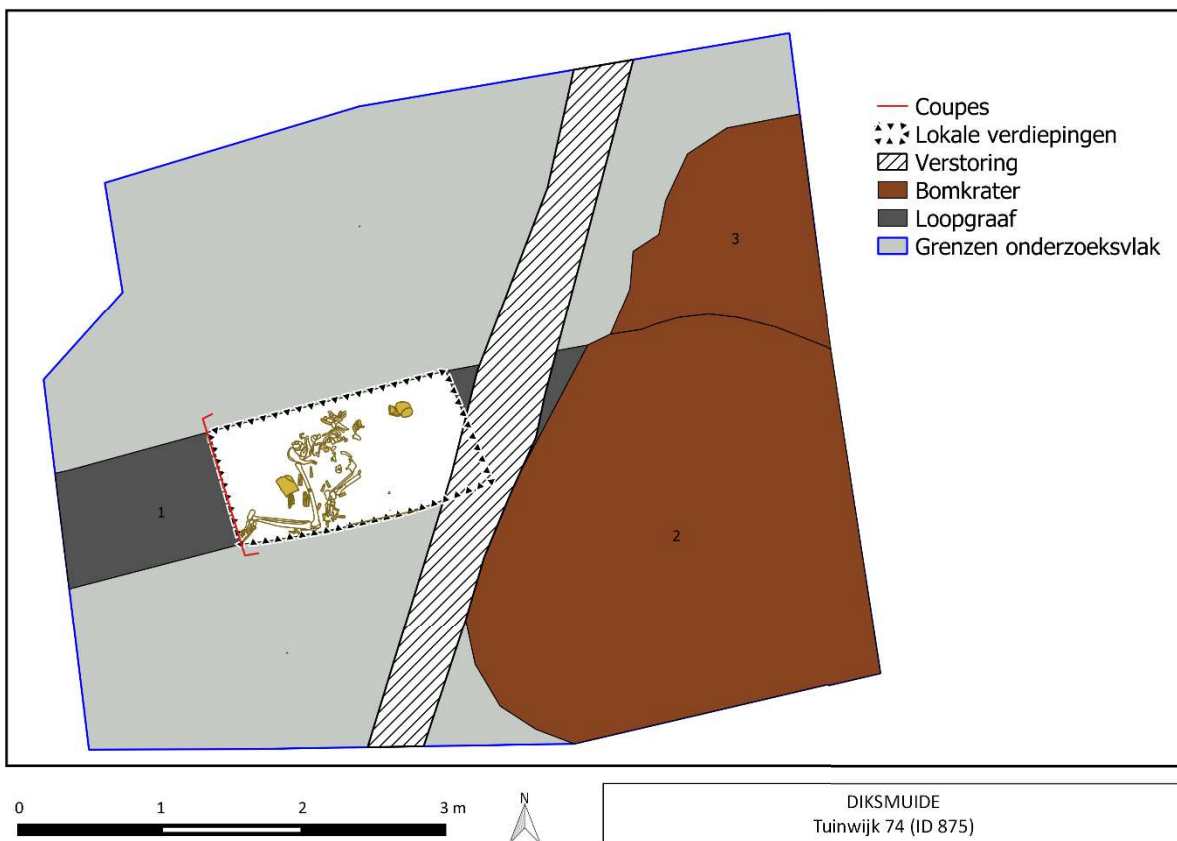 Coupes
Lokale verdiepingen
Verstoring
Bomkrater
Loopgraaf
Grenzen onderzoeksvlak
3
1
2
0 1 2 3 m
N
DIKSMUIDE
Tuinwijk 74 (ID 875)